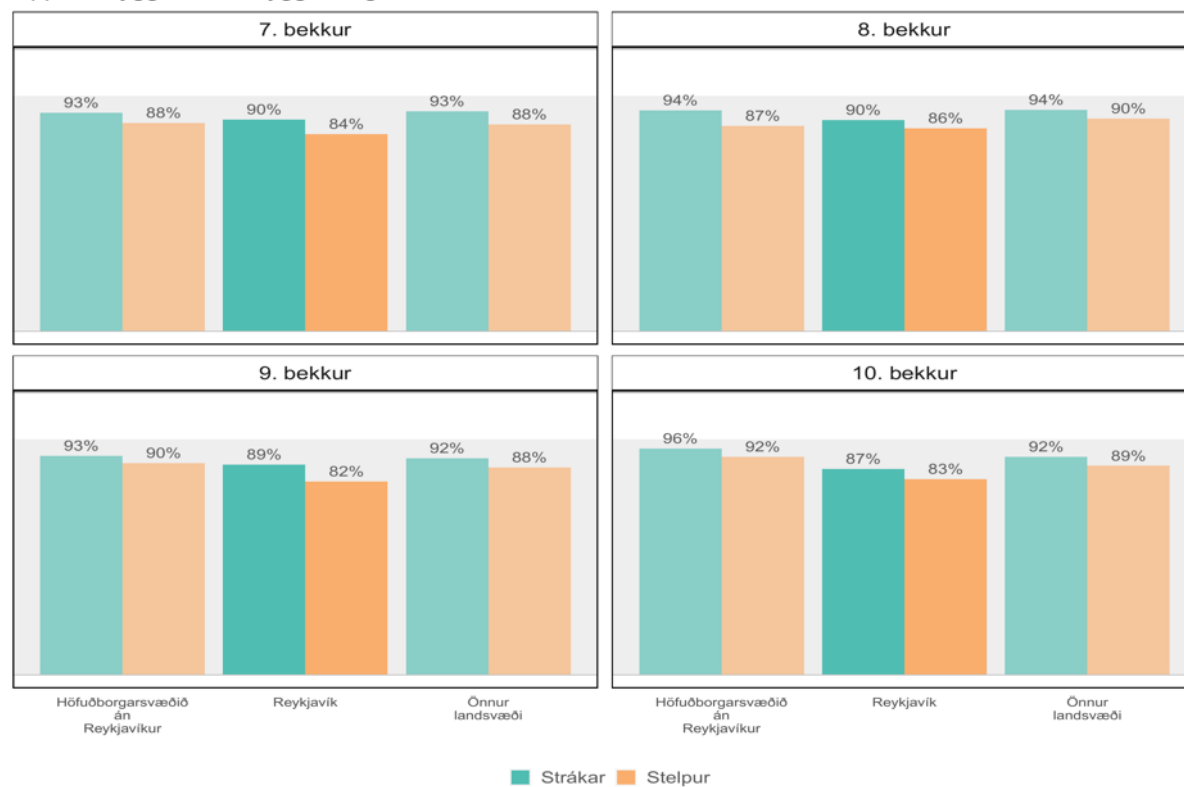 7. bekkur
8. bekkur
93% 88% 90% 84% 93% 88%
94% 87% 90% 86% 94% 90%
9. bekkur
10. bekkur
93% 90% 89% 82% 92% 88%
96% 92% 87% 83% 92% 89%
Höfuðborgarsvæðið
án
Reykjavíkur
Reykjavík
Önnur
landsvæði
Höfuðborgarsvæðið
án
Reykjavíkur
Reykjavík
Önnur
landsvæði
Strákar Stelpur